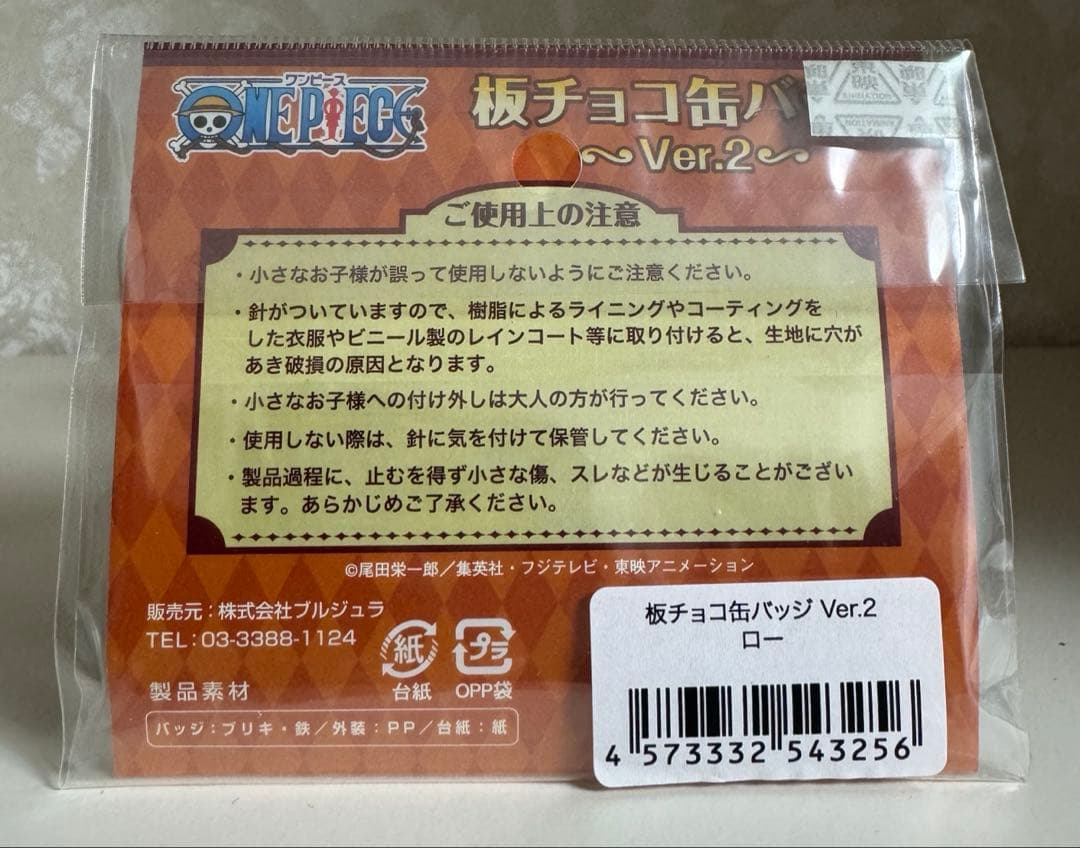 ワンピース
ONE PIECE
板チョコ缶バ
～Ver.2～
ご使用上の注意
・小さなお子様が誤って使用しないようにご注意ください。
・針がついていますので、樹脂によるライニングやコーティングを
した衣服やビニール製のレインコート等に取り付けると、生地に穴が
あき破損の原因となります。
・小さなお子様への付け外しは大人の方が行ってください。
・使用しない際は、針に気を付けて保管してください。
・製品過程に、止むを得ず小さな傷、スレなどが生じることがござい
ます。あらかじめご了承ください。
©尾田栄一郎／集英社・フジテレビ・東映アニメーション
販売元：株式会社ブルジュラ
TEL：03-3388-1124
紙
プラ
台紙
OPP袋
製品素材
バッジ：ブリキ・鉄／外装：PP／台紙：紙
板チョコ缶バッジ Ver.2
ロー
4 573332 543256